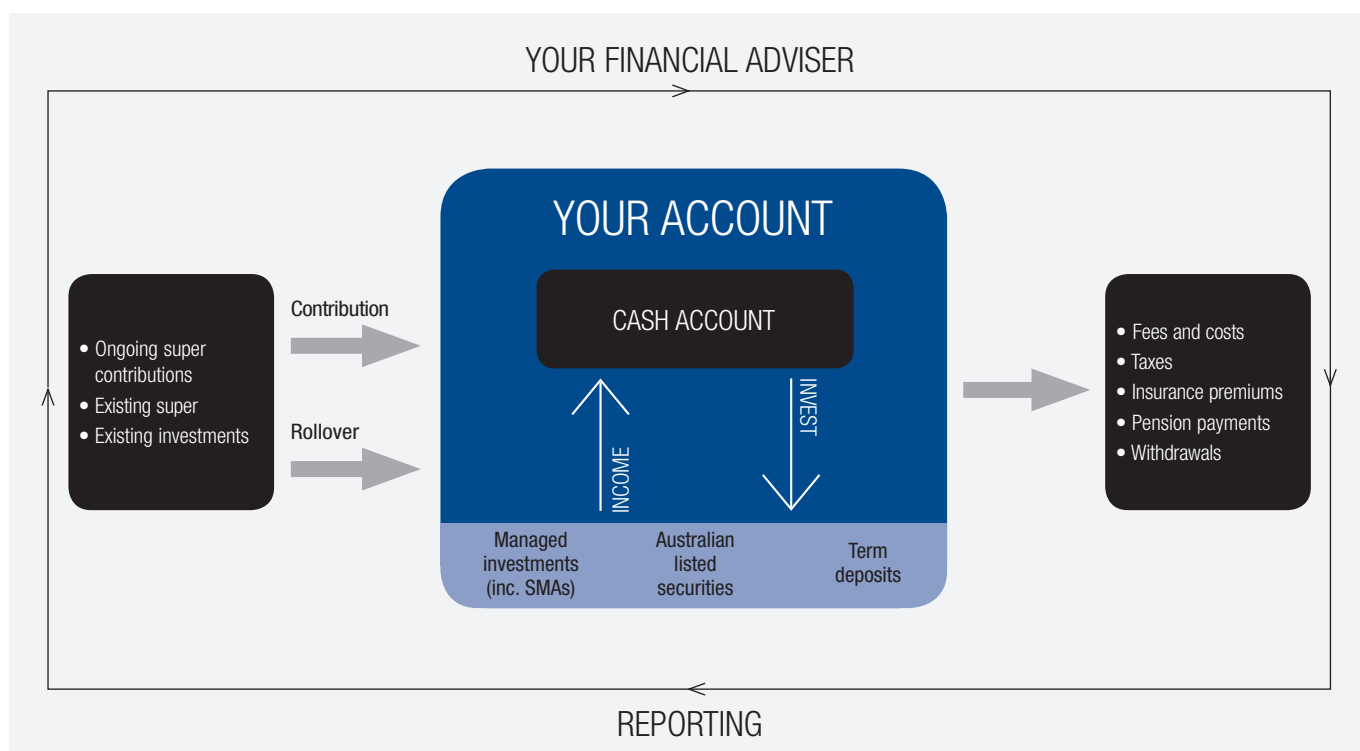 YOUR FINANCIAL ADVISER
YOUR ACCOUNT
CASH ACCOUNT
• Ongoing super
contributions
• Existing super
• Existing investments
Contribution
Rollover
INCOME
INVEST
Managed
investments
(inc. SMAs)
Australian
listed
securities
Term
deposits
• Fees and costs
• Taxes
• Insurance premiums
• Pension payments
• Withdrawals
REPORTING